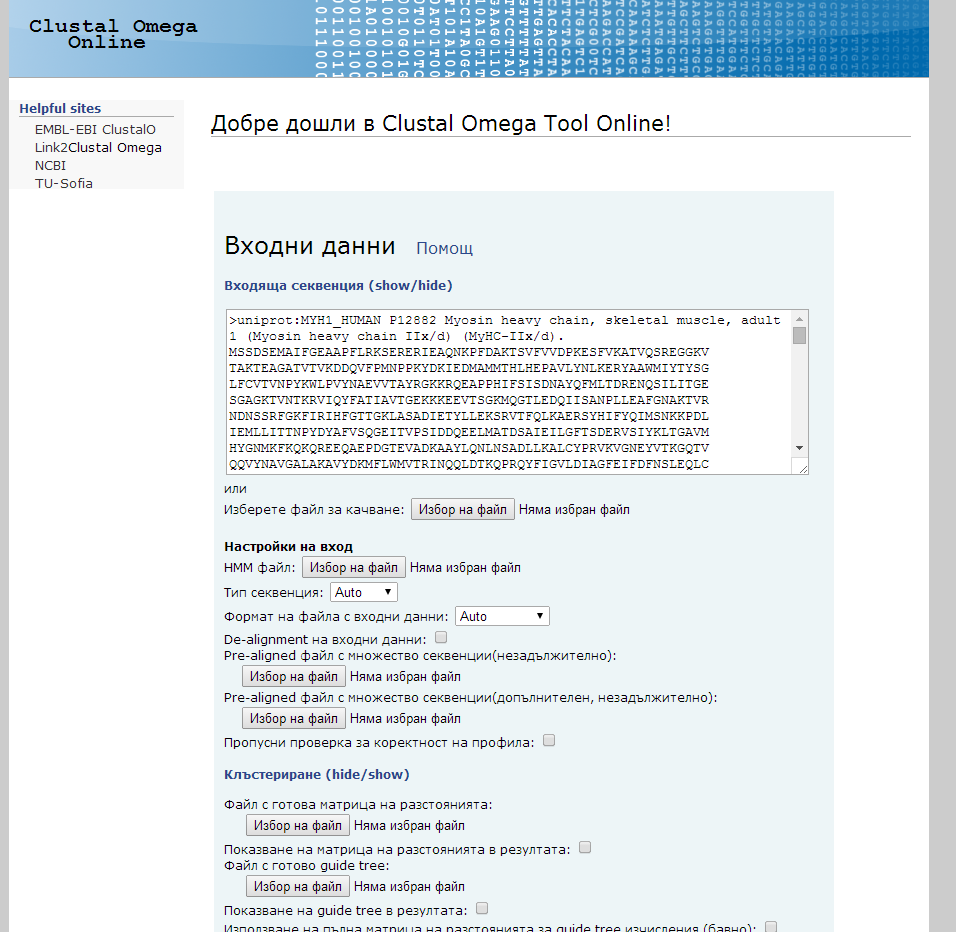 Clustal Omega
Online
Helpful sites
EMBL-EBI ClustalO
Link2Clustal Omega
NCBI
TU-Sofia
Добре дошли в Clustal Omega Tool Online!
Входни данни Помощ
Входяща секвенция (show/hide)
>uniprot:MYH1_HUMAN P12882 Myosin heavy chain, skeletal muscle, adult
1 (Myosin heavy chain IIx/d) (MyHC-IIx/d).
MSSDSEMAIFGEAAPFLRKSERERIEAQNKPFDAKTSVFVVDPKESFVKATVQSREGGKV
TAKTEAGATVTVKDDQVFPMNPPKYDKIEDMAMMTHLHEPAVLYNLKERYAAWMIYTYSG
LFCVTVNPYKWLPVYNAEVVTAYRGKKRQEAPPHIFSISDNAYQFMLTDRENQSILITGE
SGAGKTVNTKRVIQYFATIAVTGEKKKEEVTSGKMQGTLEDQIISANPLLEAFGNAKTVR
NDNSSRFGKFIRIHFGTTGKLASADIETYLLEKSRVTFQLKAERSYHIFYQIMSNKKPDL
IEMLLITTNPYDYAFVSQGEITVPSIDDQEELMATDSAIEILGFTSDERVSIYKLTGAVM
HYGNMKFKQKQREEQAEPDGTEVADKAAYLQNLNSADLLKALCYPRVKVGNEYVTKGQTV
QQVYNAVGALAKAVYDKMFLWMVTRINQQLDTKQPRQYFIGVLDIAGFEIFDFNSLEQLC
или
Изберете файл за качване: Избор на файл Няма избран файл
Настройки на вход
HMM файл: Избор на файл Няма избран файл
Тип секвенция: Auto
Формат на файла с входни данни: Auto
De-alignment на входни данни:
Pre-aligned файл с множество секвенции(незадължително):
Избор на файл Няма избран файл
Pre-aligned файл с множество секвенции(допълнителен, незадължително):
Избор на файл Няма избран файл
Пропусни проверка за коректност на профила:
Клъстериране (hide/show)
Файл с готова матрица на разстоянията:
Избор на файл Няма избран файл
Показване на матрица на разстоянията в резултата:
Файл с готово guide tree:
Избор на файл Няма избран файл
Показване на guide tree в резултата:
Използване на пълна матрица на разстоянията за guide tree изчисления (бавно):